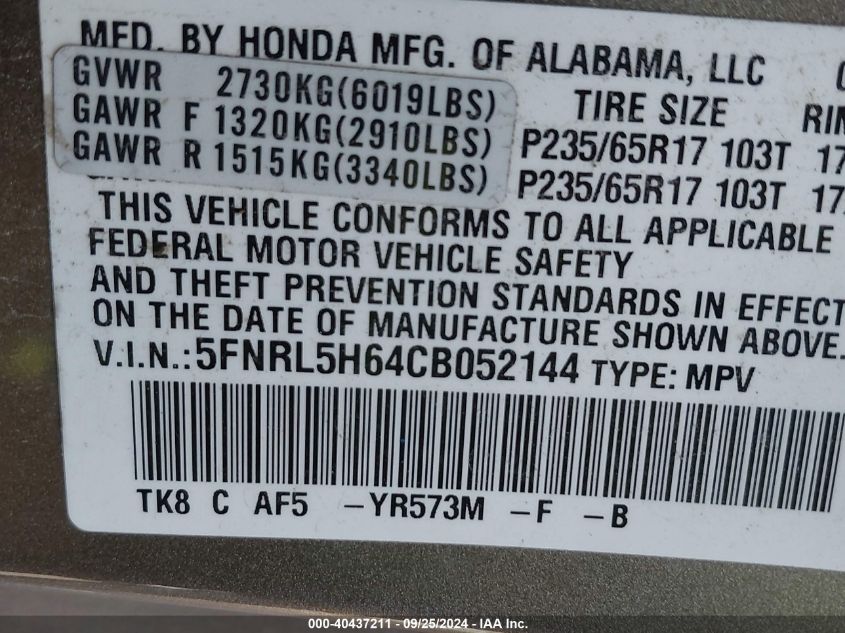 MFD. BY HONDA MFG. OF ALABAMA, LLC
GVWR 2730KG(6019LBS) TIRE SIZE
GAWR F 1320KG(2910LBS) P235/65R17 103T 17
GAWR R 1515KG(3340LBS) P235/65R17 103T 17
THIS VEHICLE CONFORMS TO ALL APPLICABLE
FEDERAL MOTOR VEHICLE SAFETY
AND THEFT PREVENTION STANDARDS IN EFFECT
ON THE DATE OF MANUFACTURE SHOWN ABOVE.
V.I.N.:5FNRL5H64CB052144 TYPE: MPV
TK8 C AF5 -YR573M -F -B
000-40437211 - 09/25/2024 - IAA Inc.